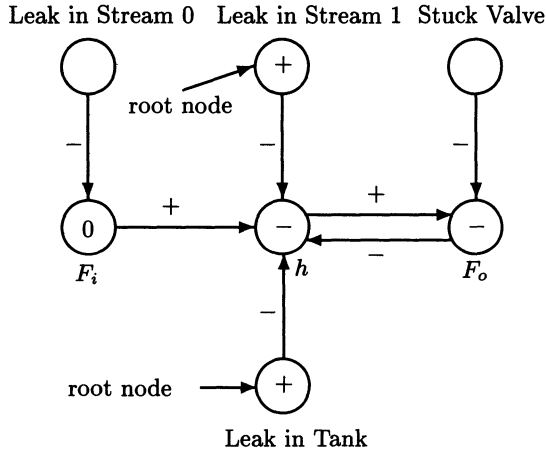 Leak in Stream 0 Leak in Stream 1 Stuck Valve
+
root node
− − −
+ +
0 − −
−
F_i h F_o
−
root node +
Leak in Tank